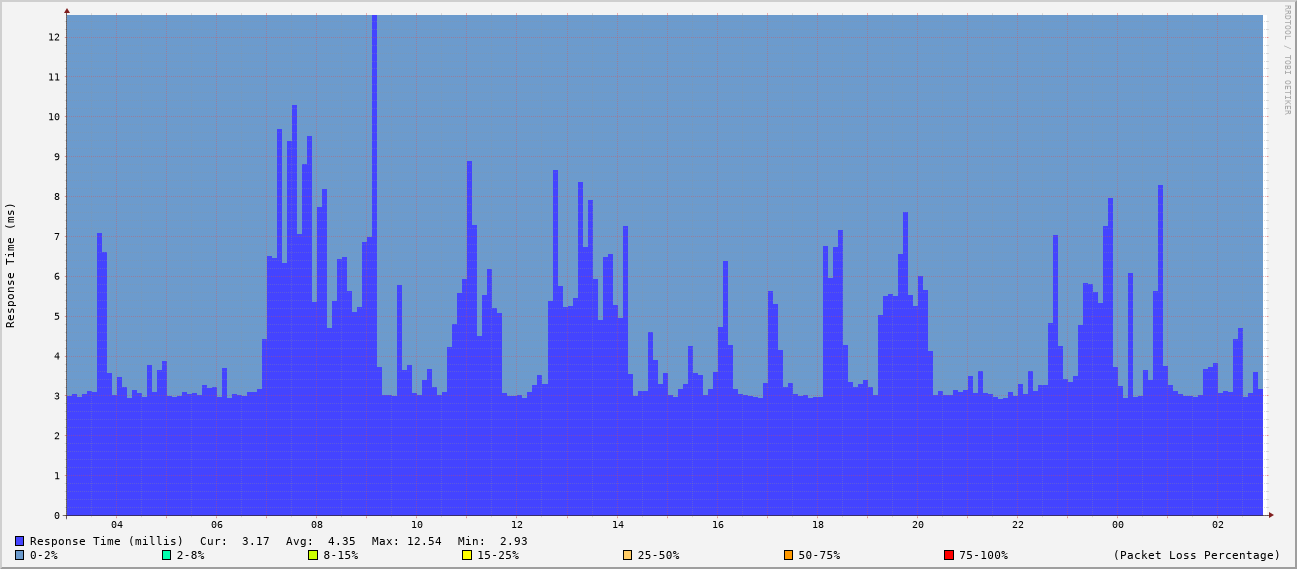 RRDTOOL / TOBI OETIKER
Response Time (ms)
12
11
10
9
8
7
6
5
4
3
2
1
0
04 06 08 10 12 14 16 18 20 22 00 02
Response Time (millis) Cur: 3.17 Avg: 4.35 Max: 12.54 Min: 2.93
0-2% 2-8% 8-15% 15-25% 25-50% 50-75% 75-100% (Packet Loss Percentage)